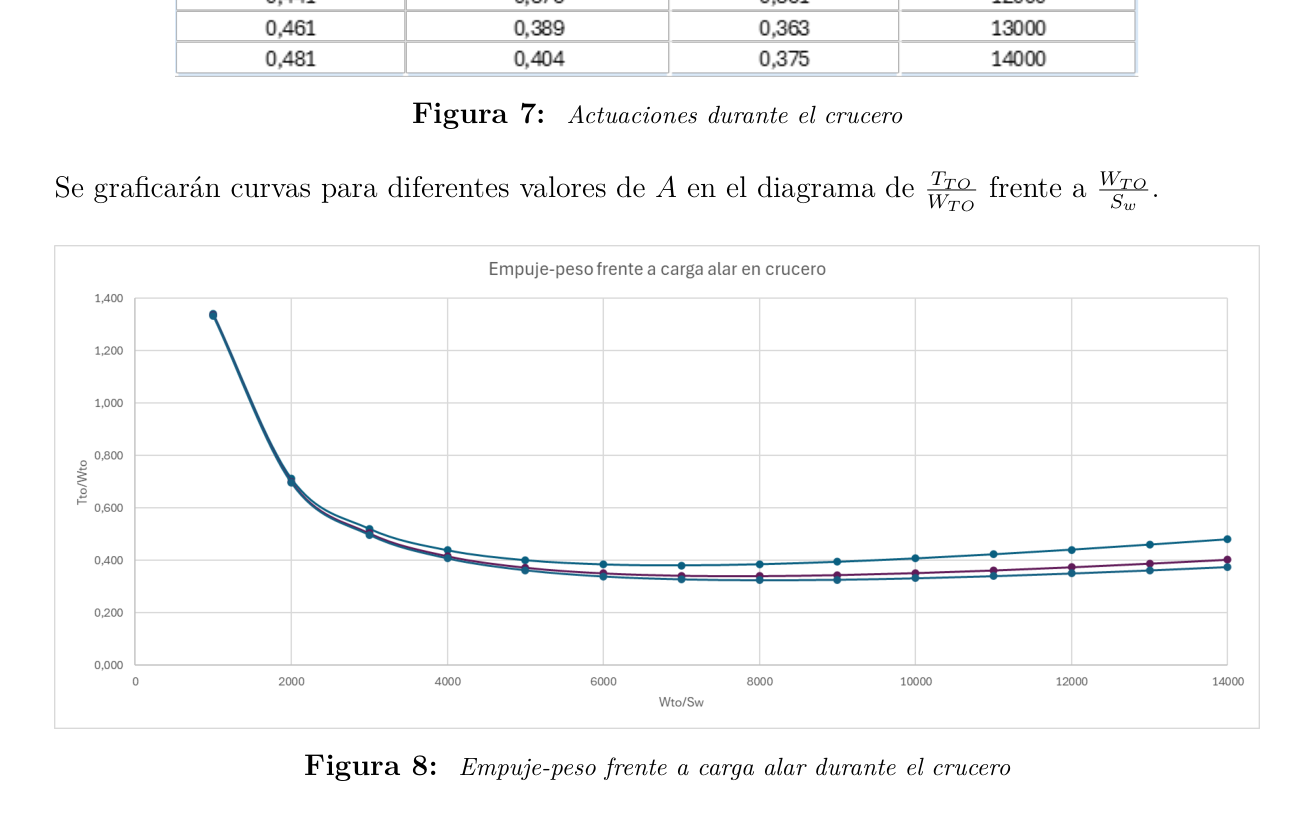 0,461 0,389 0,363 13000
0,481 0,404 0,375 14000
Figura 7: Actuaciones durante el crucero
Se graficarán curvas para diferentes valores de A en el diagrama de T_TO/W_TO frente a W_TO/S_w.
Empuje-peso frente a carga alar en crucero
1,400
1,200
1,000
0,800
0,600
0,400
0,200
0,000
Tto/Wto
0 2000 4000 6000 8000 10000 12000 14000
Wto/Sw
Figura 8: Empuje-peso frente a carga alar durante el crucero